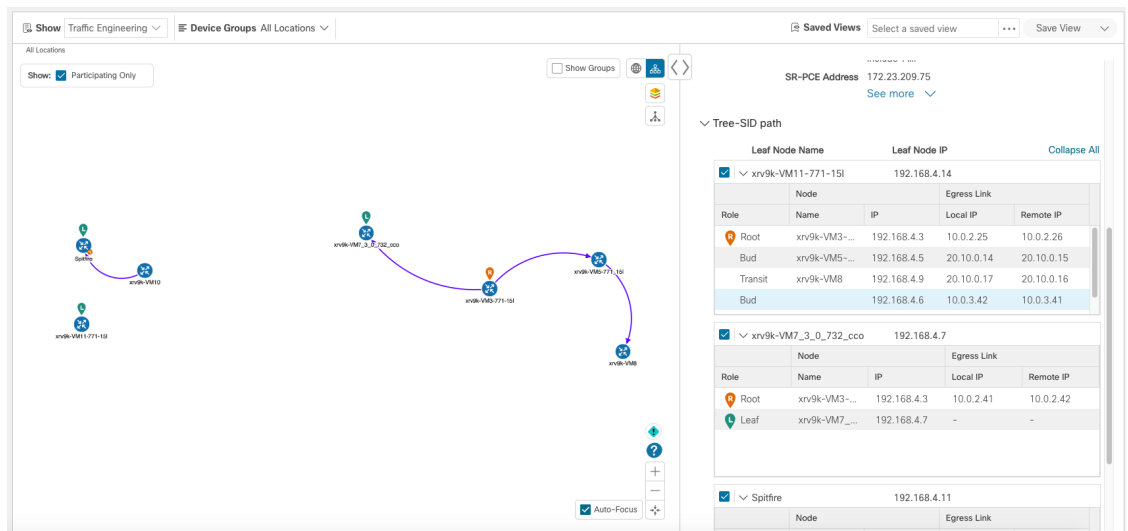 Show Traffic Engineering Device Groups All Locations Saved Views Select a saved view ... Save View
All Locations
Show: Participating Only
Show Groups
SR-PCE Address 172.23.209.75
See more
Tree-SID path
Leaf Node Name Leaf Node IP Collapse All
xrv9k-VM11-771-15I 192.168.4.14
Node Egress Link
Role Name IP Local IP Remote IP
R Root xrv9k-VM3-... 192.168.4.3 10.0.2.25 10.0.2.26
Bud xrv9k-VM5-... 192.168.4.5 20.10.0.14 20.10.0.15
Transit xrv9k-VM8 192.168.4.9 20.10.0.17 20.10.0.16
Bud 192.168.4.6 10.0.3.42 10.0.3.41
xrv9k-VM7_3_0_732_cco 192.168.4.7
Node Egress Link
Role Name IP Local IP Remote IP
R Root xrv9k-VM3-... 192.168.4.3 10.0.2.41 10.0.2.42
L Leaf xrv9k-VM7_... 192.168.4.7 - -
Spitfire 192.168.4.11
Node Egress Link
L
Spitfire
xrv9k-VM10
L
xrv9k-VM11-771-15I
L
xrv9k-VM7_3_0_732_cco
R
xrv9k-VM3-771-15I
xrv9k-VM5-771_15I
xrv9k-VM8
?
Auto-Focus